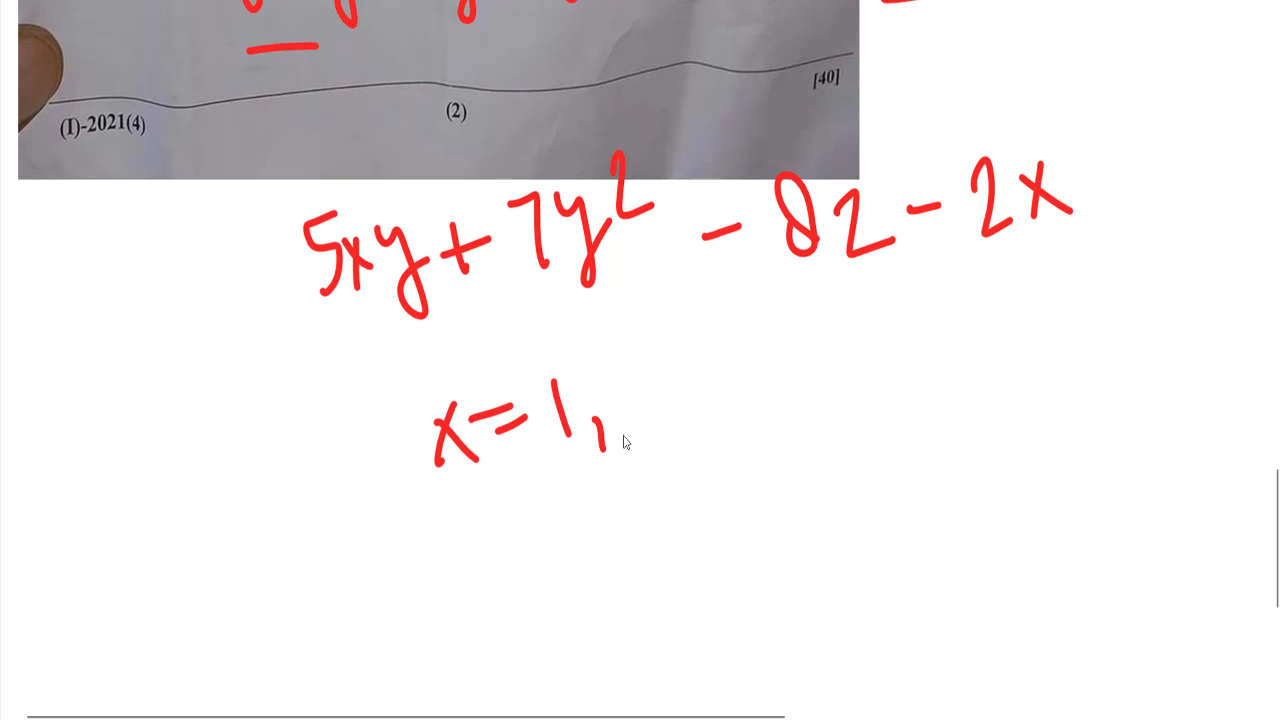 [40]
(I)-2021(4) (2)
5xy + 7y² - 8z - 2x
x = 1,